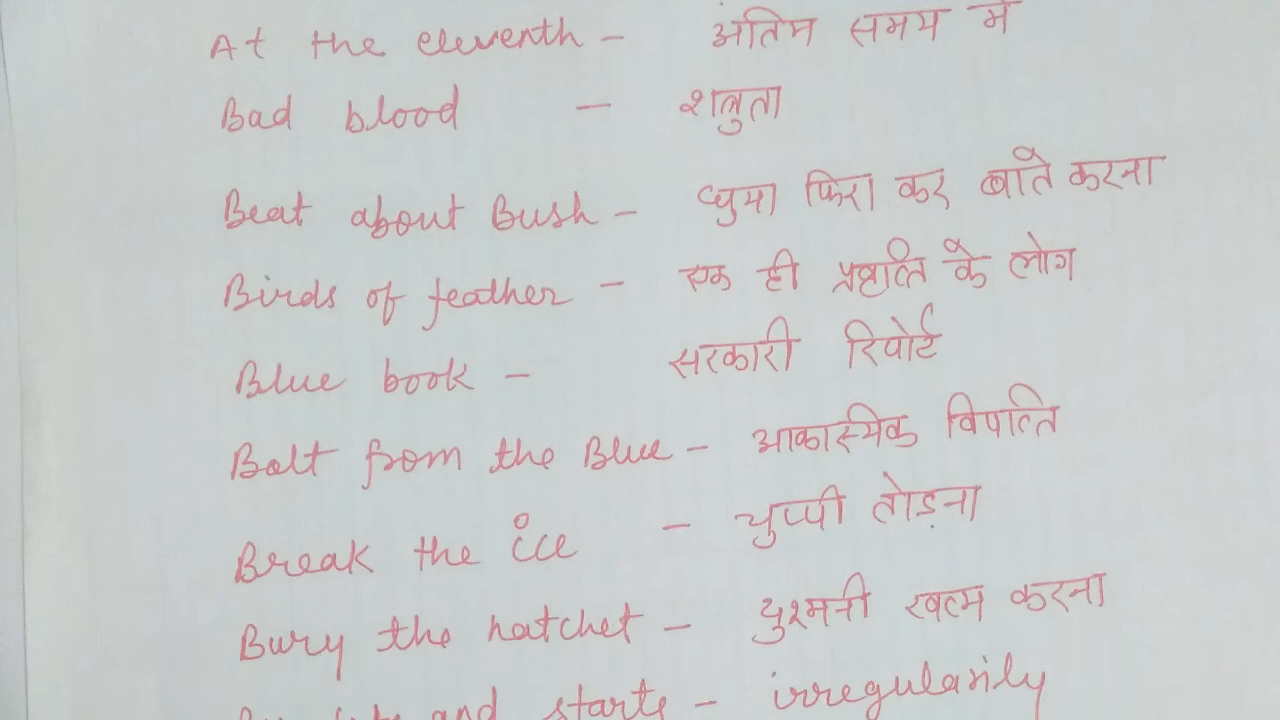 At the eleventh - अंतिम समय में
Bad blood - शत्रुता
Beat about Bush - घुमा फिरा कर बाते करना
Birds of feather - एक ही प्रवृत्ति के लोग
Blue book - सरकारी रिपोर्ट
Bolt from the Blue - आकास्मिक विपत्ति
Break the ice - चुप्पी तोड़ना
Bury the hatchet - दुश्मनी खत्म करना
and starts - irregularily